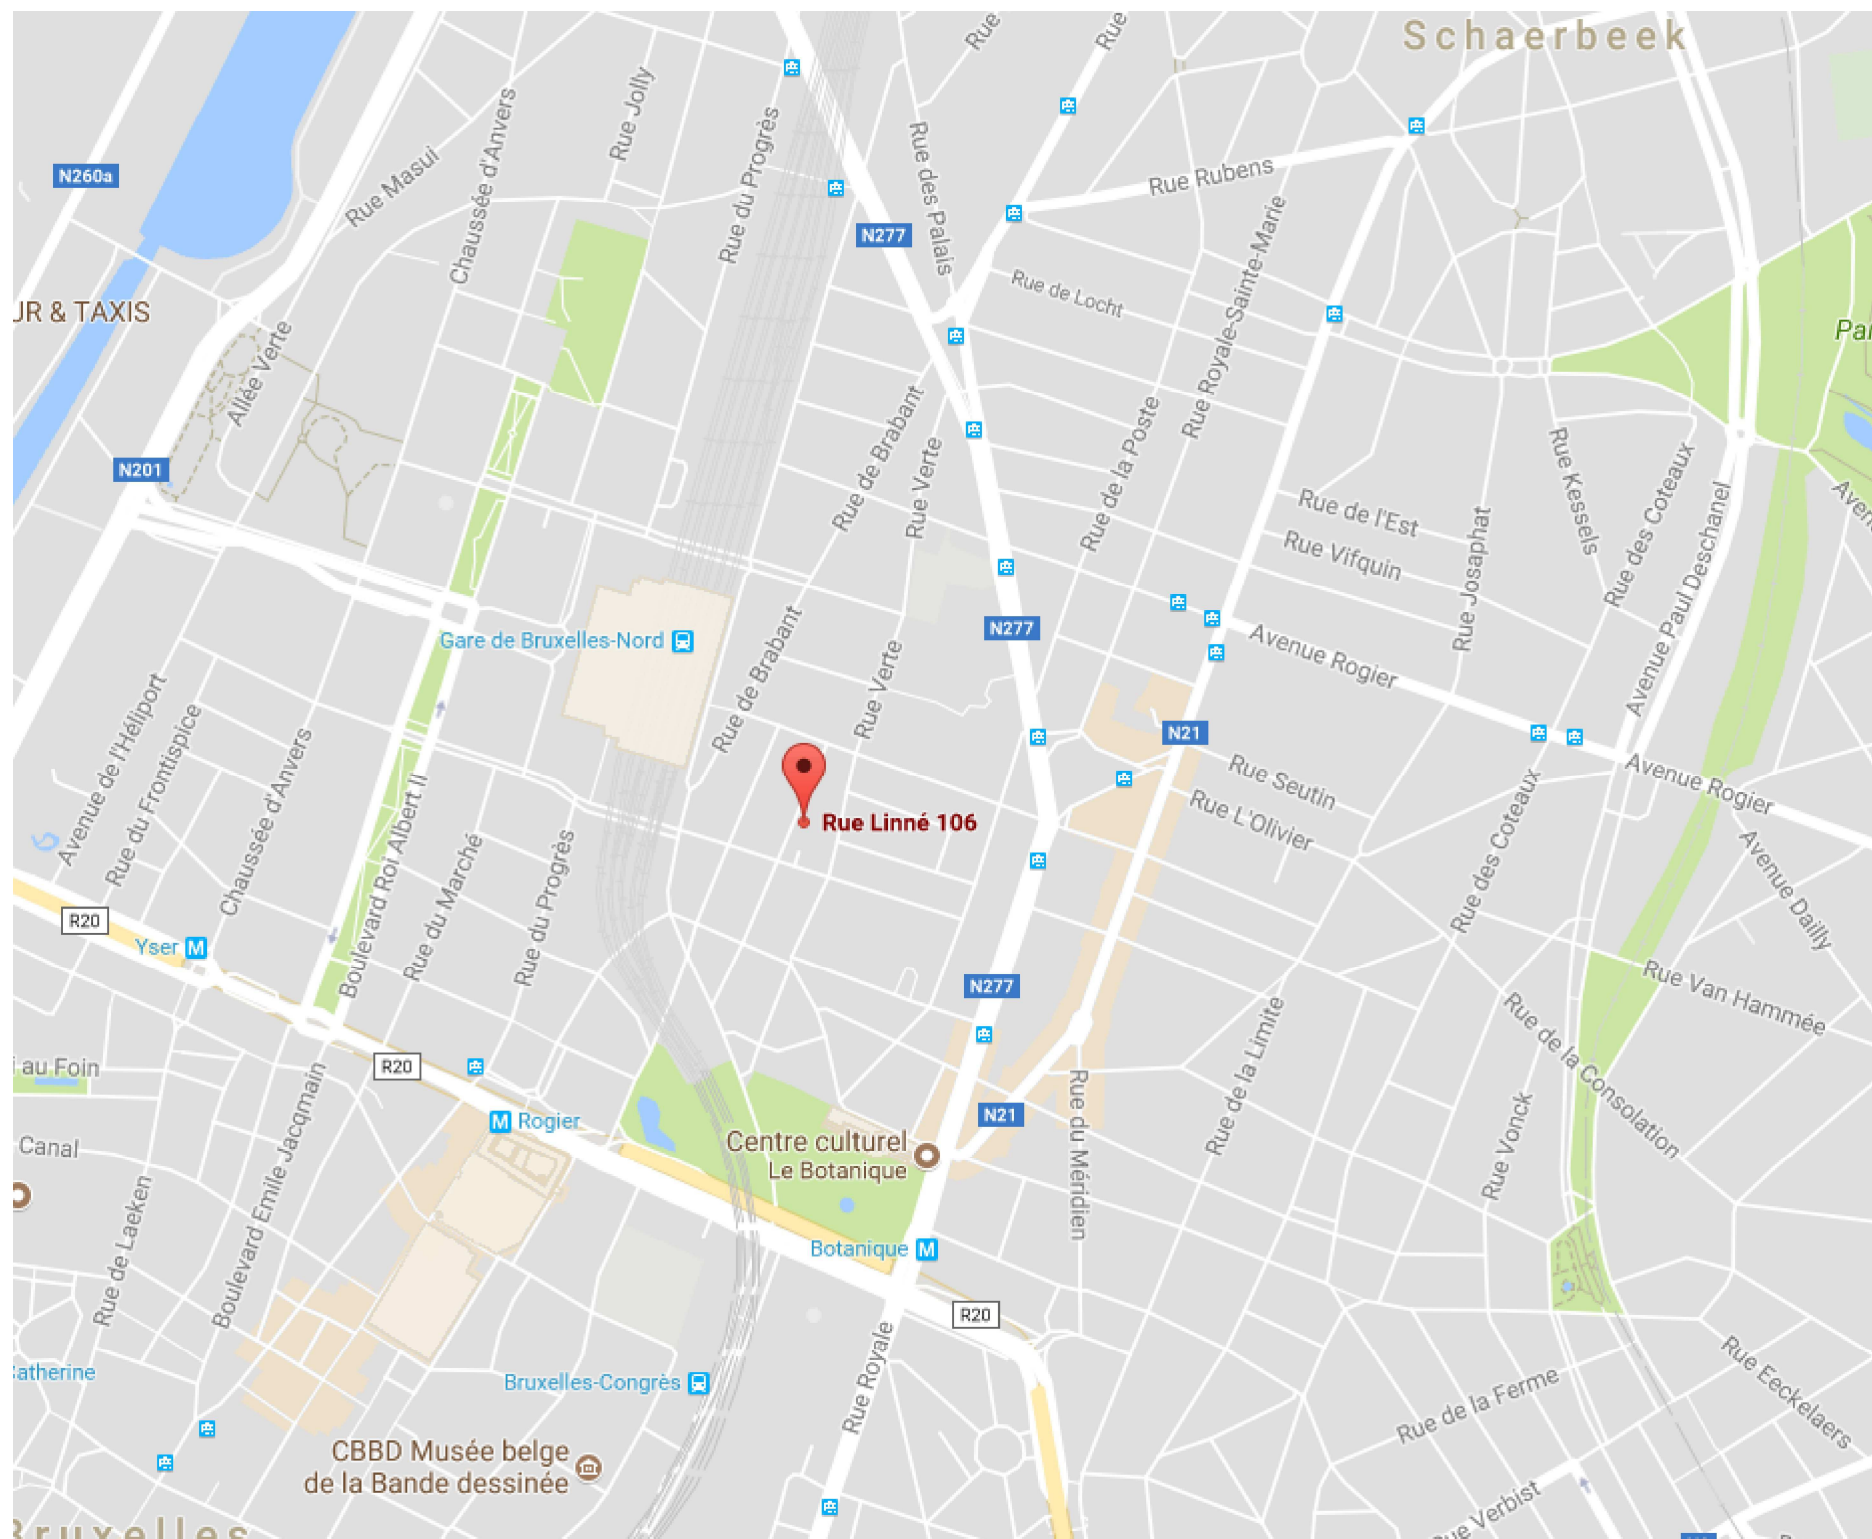 Schaerbeek
Rue
Rue
Rue Jolly
Chaussée d'Anvers
Rue Masui
N260a
Rue du Progrès
Rue des Palais
N277
Rue Rubens
Rue Royale-Sainte-Marie
Rue de Locht
UR & TAXIS
Allée Verte
Par
N201
Rue de Brabant
Rue Verte
Rue de la Poste
Rue de l'Est
Rue Vifquin
Rue Josaphat
Rue Kessels
Rue des Coteaux
Avenue Paul Deschanel
Aven
Gare de Bruxelles-Nord
Rue de Brabant
Rue Verte
N277
Avenue Rogier
N21
Avenue de l'Héliport
Rue du Frontispice
Chaussée d'Anvers
Boulevard Roi Albert II
Rue du Marché
Rue du Progrès
Rue Linné 106
Rue Seutin
Rue L'Olivier
Rue des Coteaux
Avenue Rogier
Avenue Dailly
R20
Yser
M
N277
Rue Van Hammée
Rue de la Consolation
Rue de la Limite
Rue Vonck
au Foin
R20
M Rogier
N21
Rue du Méridien
Canal
Centre culturel
Le Botanique
Rue de Laeken
Boulevard Emile Jacqmain
Botanique M
R20
Rue Royale
atherine
Bruxelles-Congrès
Rue de la Ferme
Rue Eeckelaers
CBBD Musée belge
de la Bande dessinée
Rue Verbist
Bruxelles